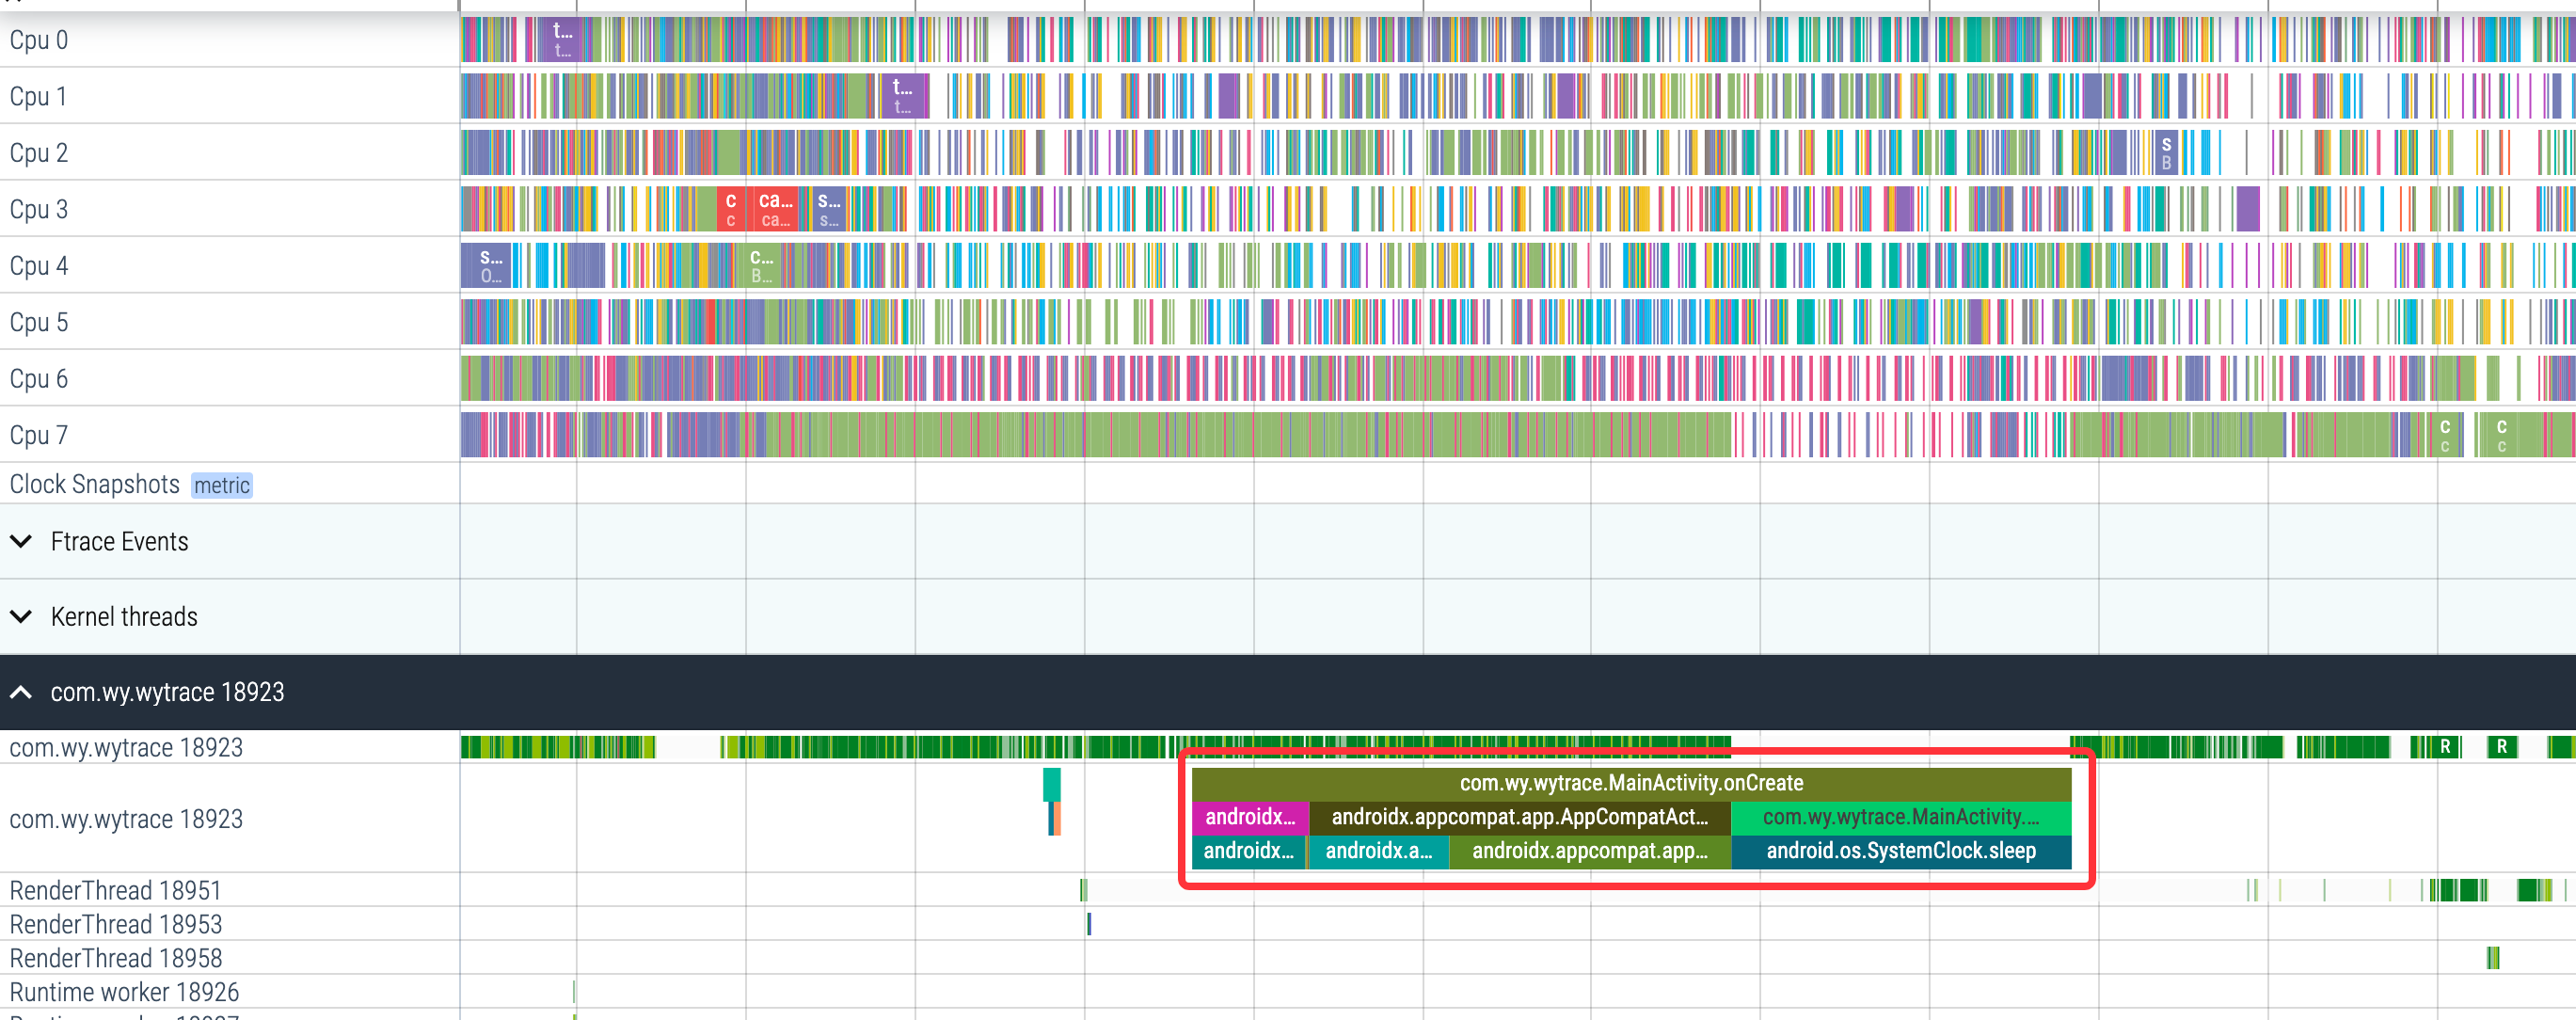 Cpu 0
t...
t...
Cpu 1
t...
t...
Cpu 2
S
B
Cpu 3
c ca... s...
c ca... s...
Cpu 4
s... c...
O... B...
Cpu 5
Cpu 6
Cpu 7
c c
c c
Clock Snapshots metric
Ftrace Events
Kernel threads
com.wy.wytrace 18923
com.wy.wytrace 18923
R R
com.wy.wytrace.MainActivity.onCreate
com.wy.wytrace 18923
androidx... androidx.appcompat.app.AppCompatAct... com.wy.wytrace.MainActivity....
androidx... androidx.a... androidx.appcompat.app... android.os.SystemClock.sleep
RenderThread 18951
RenderThread 18953
RenderThread 18958
Runtime worker 18926